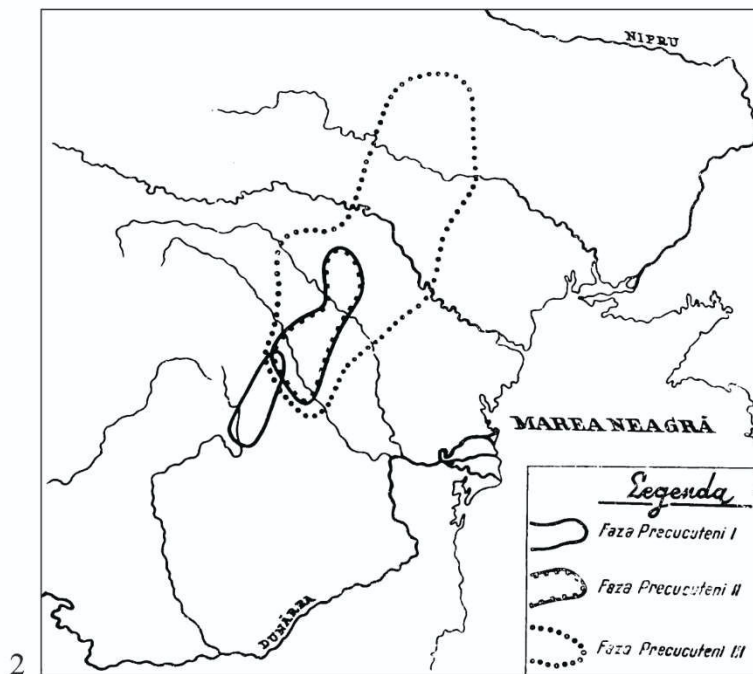 NIPRU
MAREA NEAGRĂ
Legenda
Faza Precucuteni I
Faza Precucuteni II
Faza Precucuteni III
DUNĂREA
2